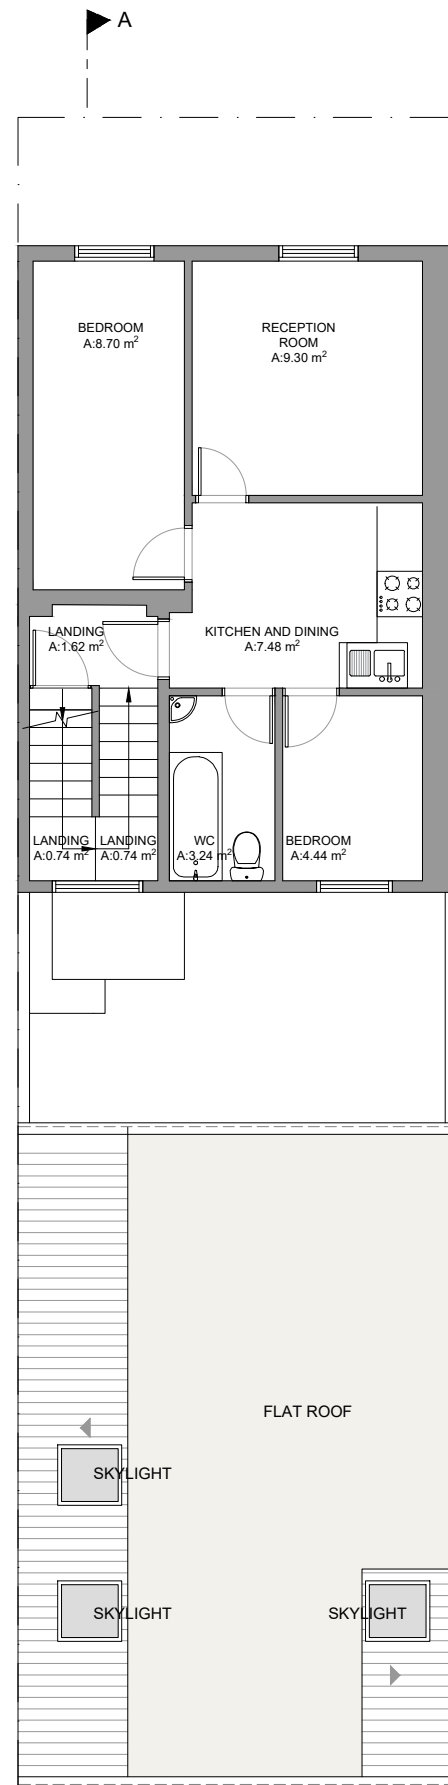 A
BEDROOM
A:8.70 m²
RECEPTION
ROOM
A:9.30 m²
LANDING
A:1.62 m²
KITCHEN AND DINING
A:7.48 m²
LANDING
A:0.74 m²
LANDING
A:0.74 m²
WC
A:3.24 m²
BEDROOM
A:4.44 m²
FLAT ROOF
SKYLIGHT
SKYLIGHT
SKYLIGHT